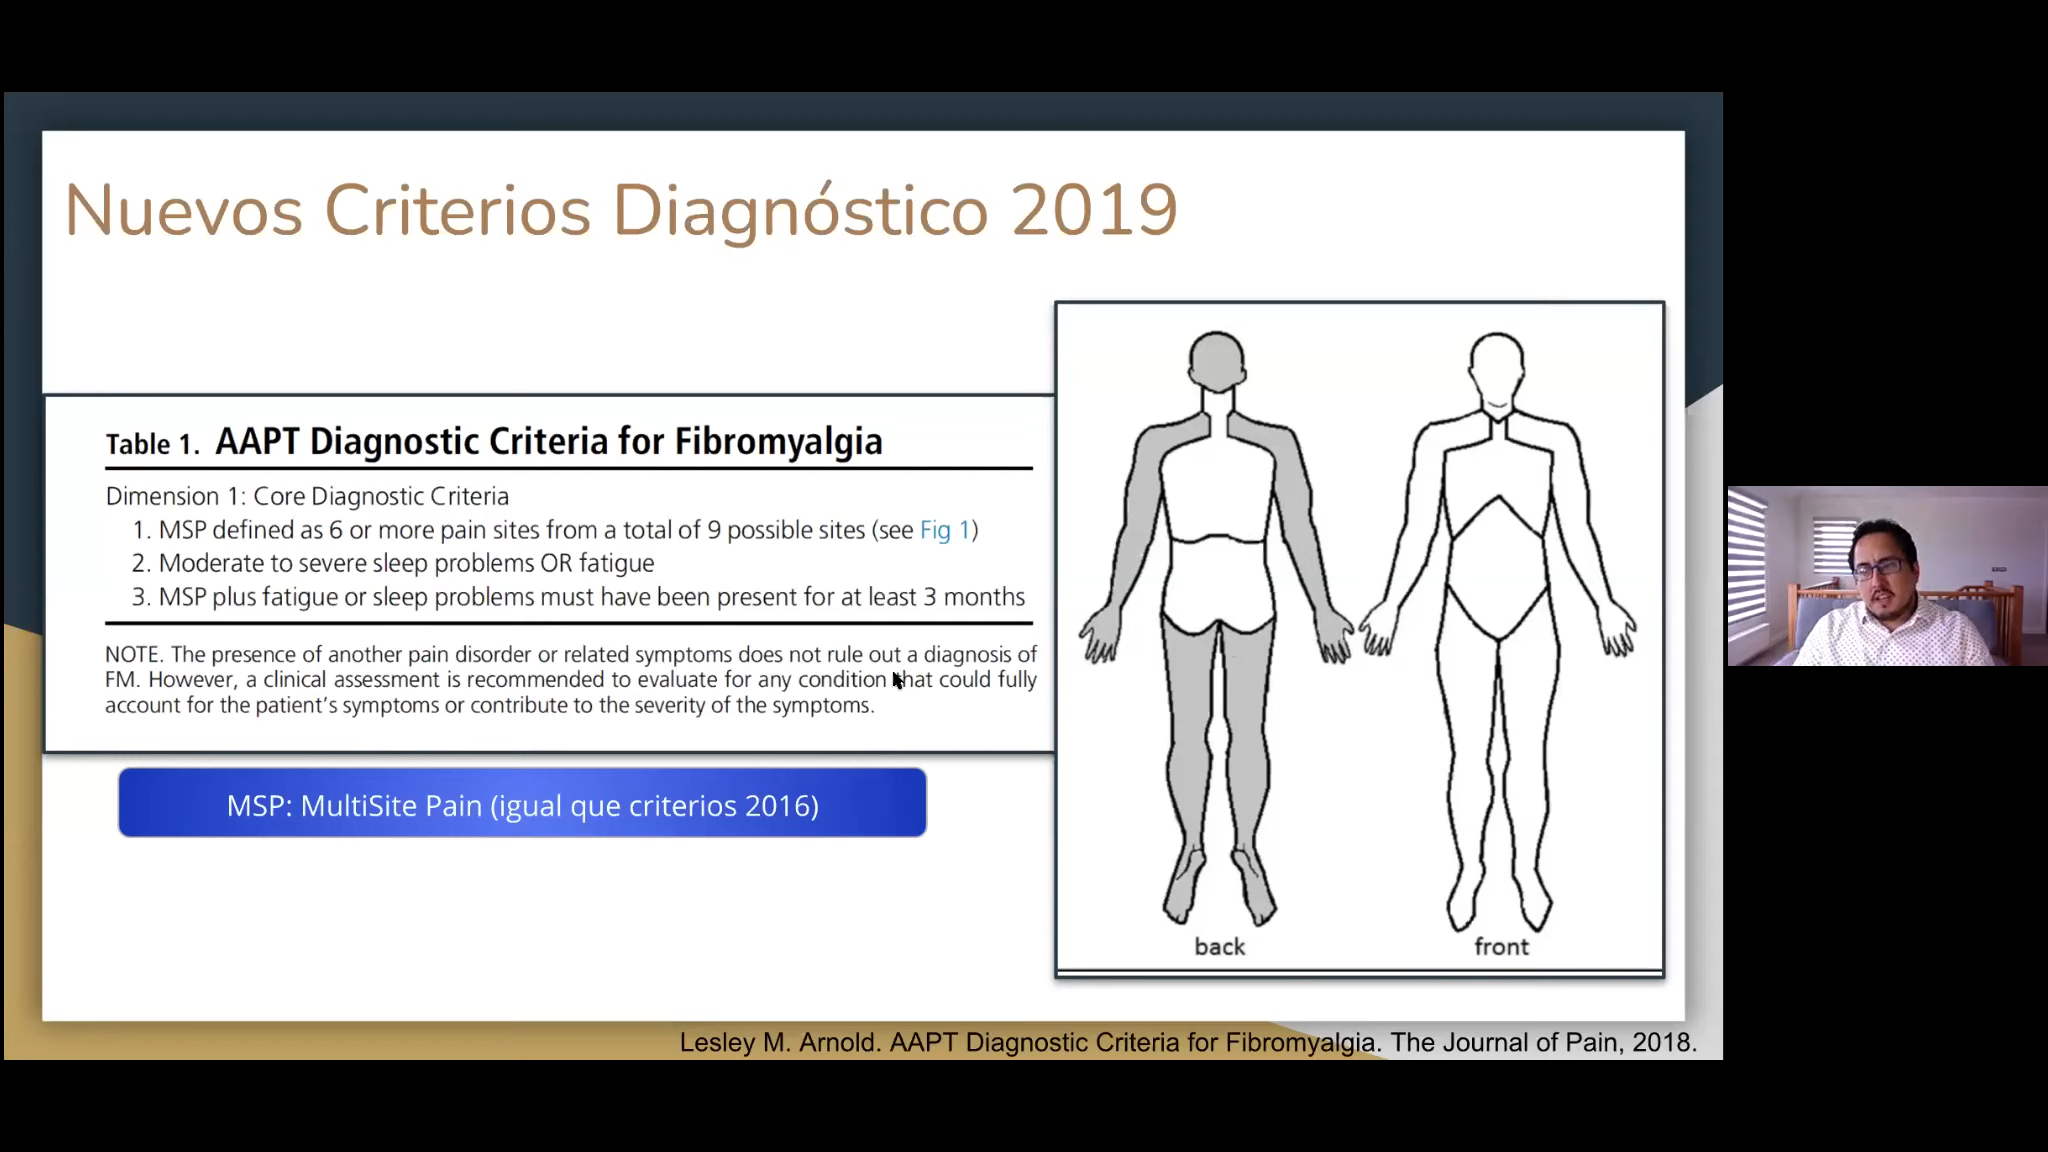 Nuevos Criterios Diagnóstico 2019
Table 1. AAPT Diagnostic Criteria for Fibromyalgia
Dimension 1: Core Diagnostic Criteria
1. MSP defined as 6 or more pain sites from a total of 9 possible sites (see Fig 1)
2. Moderate to severe sleep problems OR fatigue
3. MSP plus fatigue or sleep problems must have been present for at least 3 months
NOTE. The presence of another pain disorder or related symptoms does not rule out a diagnosis of
FM. However, a clinical assessment is recommended to evaluate for any condition that could fully
account for the patient's symptoms or contribute to the severity of the symptoms.
MSP: MultiSite Pain (igual que criterios 2016)
back
front
Lesley M. Arnold. AAPT Diagnostic Criteria for Fibromyalgia. The Journal of Pain, 2018.